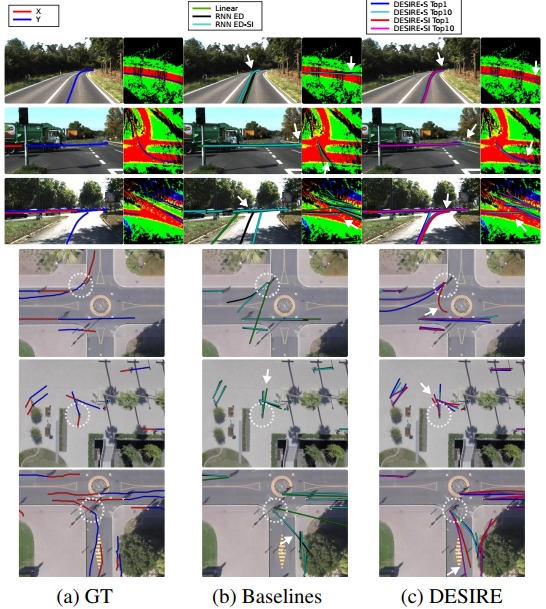 X
Y
Linear
RNN ED
RNN ED-SI
DESIRE-S Top1
DESIRE-S Top10
DESIRE-SI Top1
DESIRE-SI Top10
(a) GT
(b) Baselines
(c) DESIRE